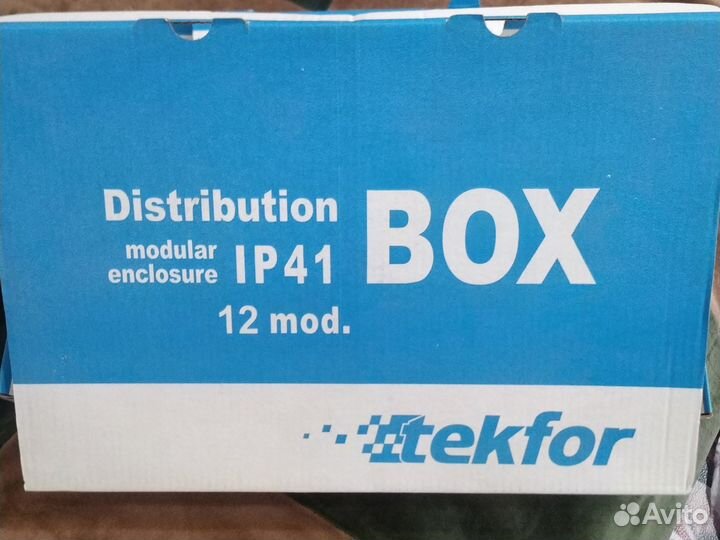 Distribution BOX
modular
enclosure IP41
12 mod.
tekfor
Avito